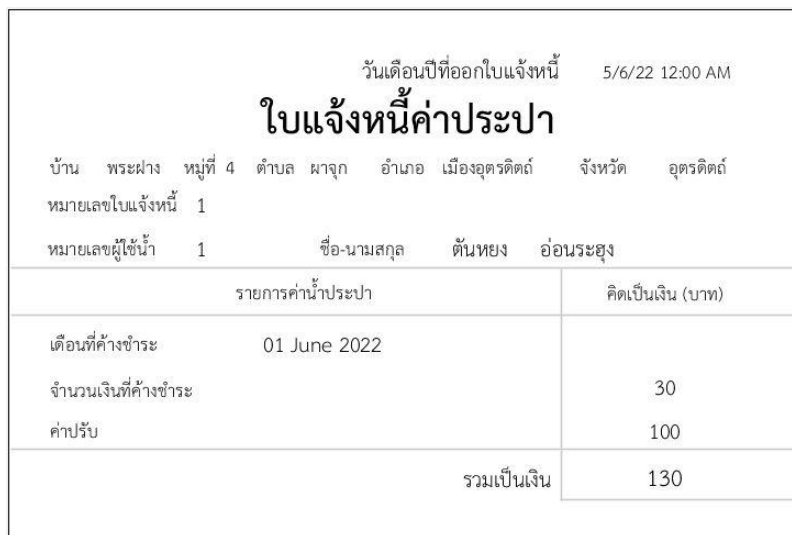 วันเดือนปีที่ออกใบแจ้งหนี้ 5/6/22 12:00 AM
ใบแจ้งหนี้ค่าประปา
บ้าน พระฝาง หมู่ที่ 4 ตำบล ผาจุก อำเภอ เมืองอุตรดิตถ์ จังหวัด อุตรดิตถ์
หมายเลขใบแจ้งหนี้ 1
หมายเลขผู้ใช้น้ำ 1 ชื่อ-นามสกุล ตันหยง อ่อนระฮุง
รายการค่าน้ำประปา คิดเป็นเงิน (บาท)
เดือนที่ค้างชำระ 01 June 2022
จำนวนเงินที่ค้างชำระ 30
ค่าปรับ 100
รวมเป็นเงิน 130